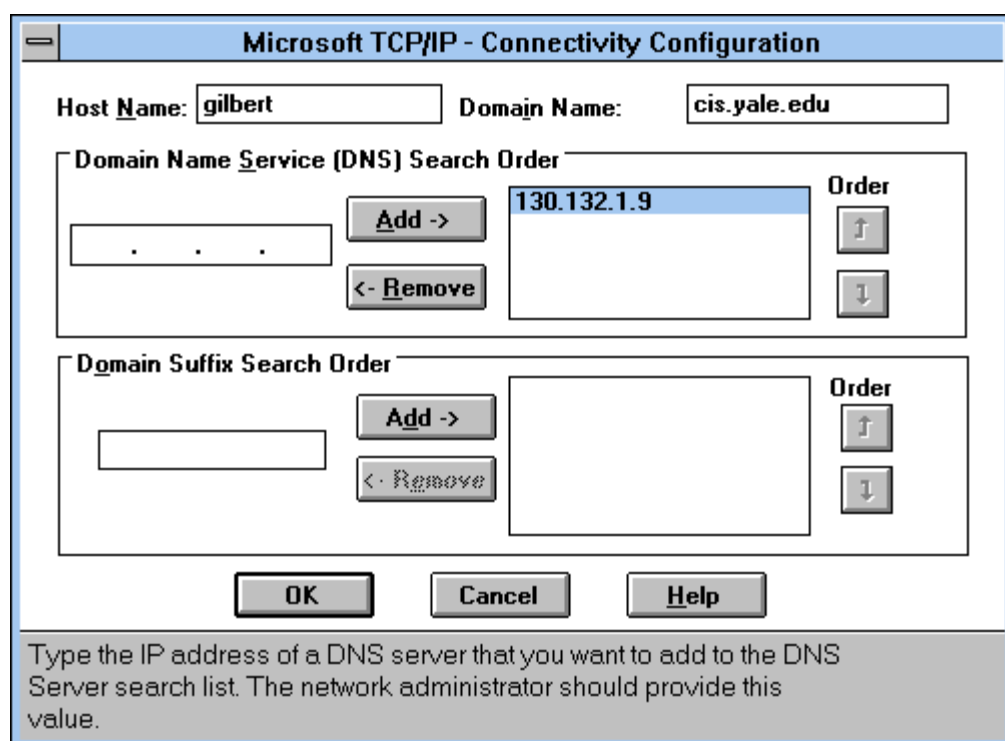 Microsoft TCP/IP - Connectivity Configuration
Host Name: gilbert Domain Name: cis.yale.edu
Domain Name Service (DNS) Search Order
Order
130.132.1.9
. . .
Add ->
<- Remove
Domain Suffix Search Order
Order
Add ->
<- Remove
OK Cancel Help
Type the IP address of a DNS server that you want to add to the DNS
Server search list. The network administrator should provide this
value.